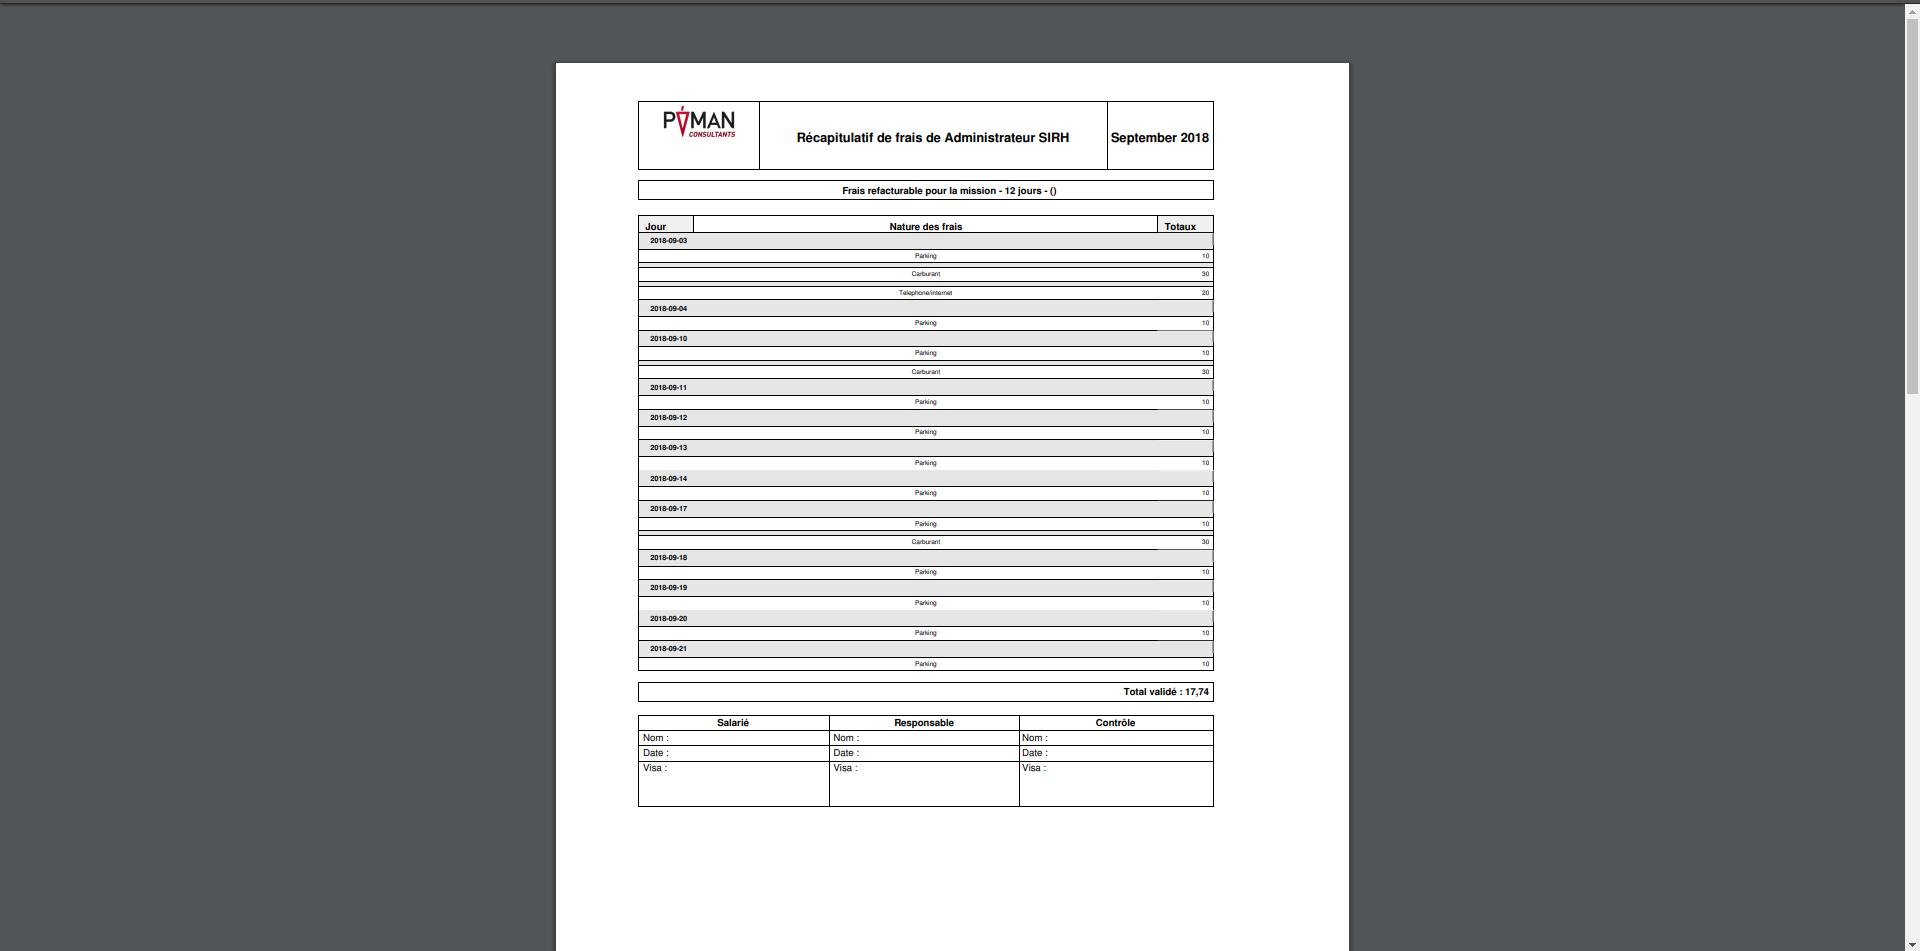 PYMAN
CONSULTANTS
Récapitulatif de frais de Administrateur SIRH
September 2018
Frais refacturable pour la mission - 12 jours - ()
Jour Nature des frais Totaux
2018-09-03
Parking 10
Carburant 30
Telephone/internet 20
2018-09-04
Parking 10
2018-09-10
Parking 10
Carburant 30
2018-09-11
Parking 10
2018-09-12
Parking 10
2018-09-13
Parking 10
2018-09-14
Parking 10
2018-09-17
Parking 10
Carburant 30
2018-09-18
Parking 10
2018-09-19
Parking 10
2018-09-20
Parking 10
2018-09-21
Parking 10
Total validé : 17,74
Salarié Responsable Contrôle
Nom : Nom : Nom :
Date : Date : Date :
Visa : Visa : Visa :